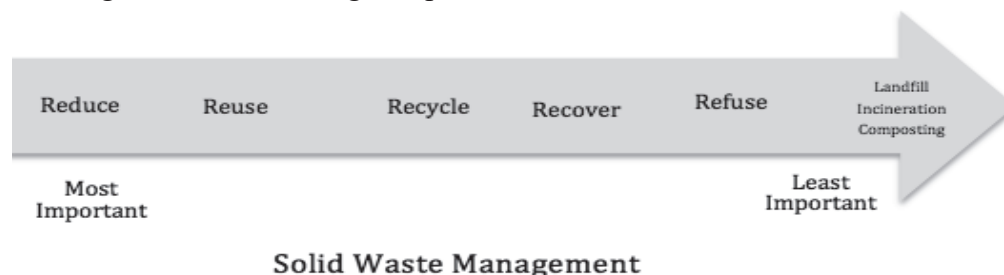 Reduce Reuse Recycle Recover Refuse
Landfill
Incineration
Composting
Most
Important
Least
Important
Solid Waste Management